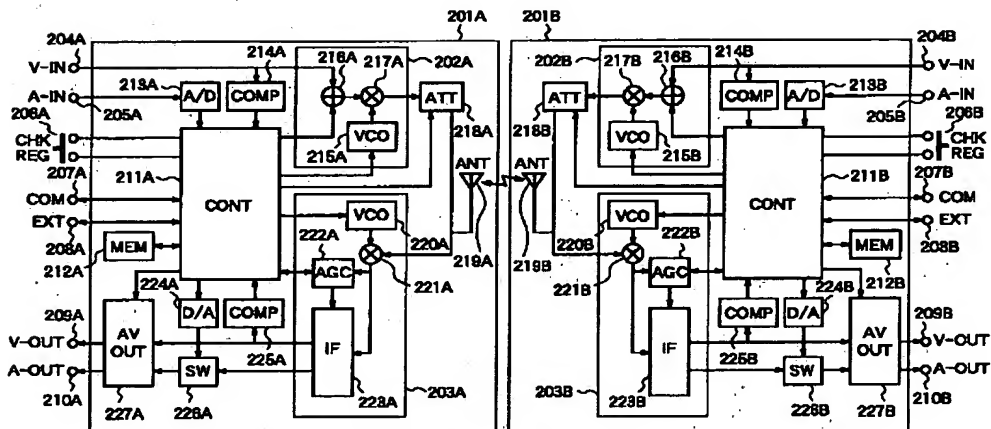 201A 201B
204A 214A 216A 217A 202A 202B 217B 216B 214B 204B
V-IN V-IN
213A A/D COMP ATT ATT COMP A/D 213B
A-IN A-IN
206A 205A 218A 218B 205B 206B
CHK VCO VCO CHK
REG 215A 215B REG
207A 211A ANT ANT 211B 207B
COM CONT CONT COM
EXT VCO VCO EXT
208A 222A 220A 219A 219B 220B 222B 208B
MEM AGC AGC MEM
212A 221A 221B 212B
224A 224B
209A D/A COMP COMP D/A 209B
V-OUT AV OUT 225A IF IF 225B AV OUT V-OUT
A-OUT SW SW A-OUT
210A 227A 226A 223A 203A 203B 223B 226B 227B 210B